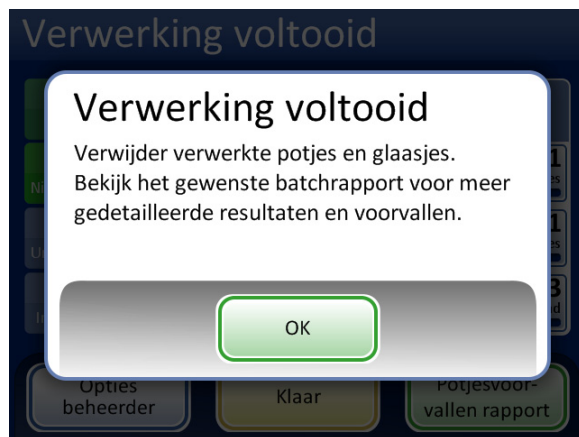 Verwerking voltooid
Verwerking voltooid
Verwijder verwerkte potjes en glaasjes.
Bekijk het gewenste batchrapport voor meer
gedetailleerde resultaten en voorvallen.
OK
Opties
beheerder
Klaar
Potjesvoor-
vallen rapport